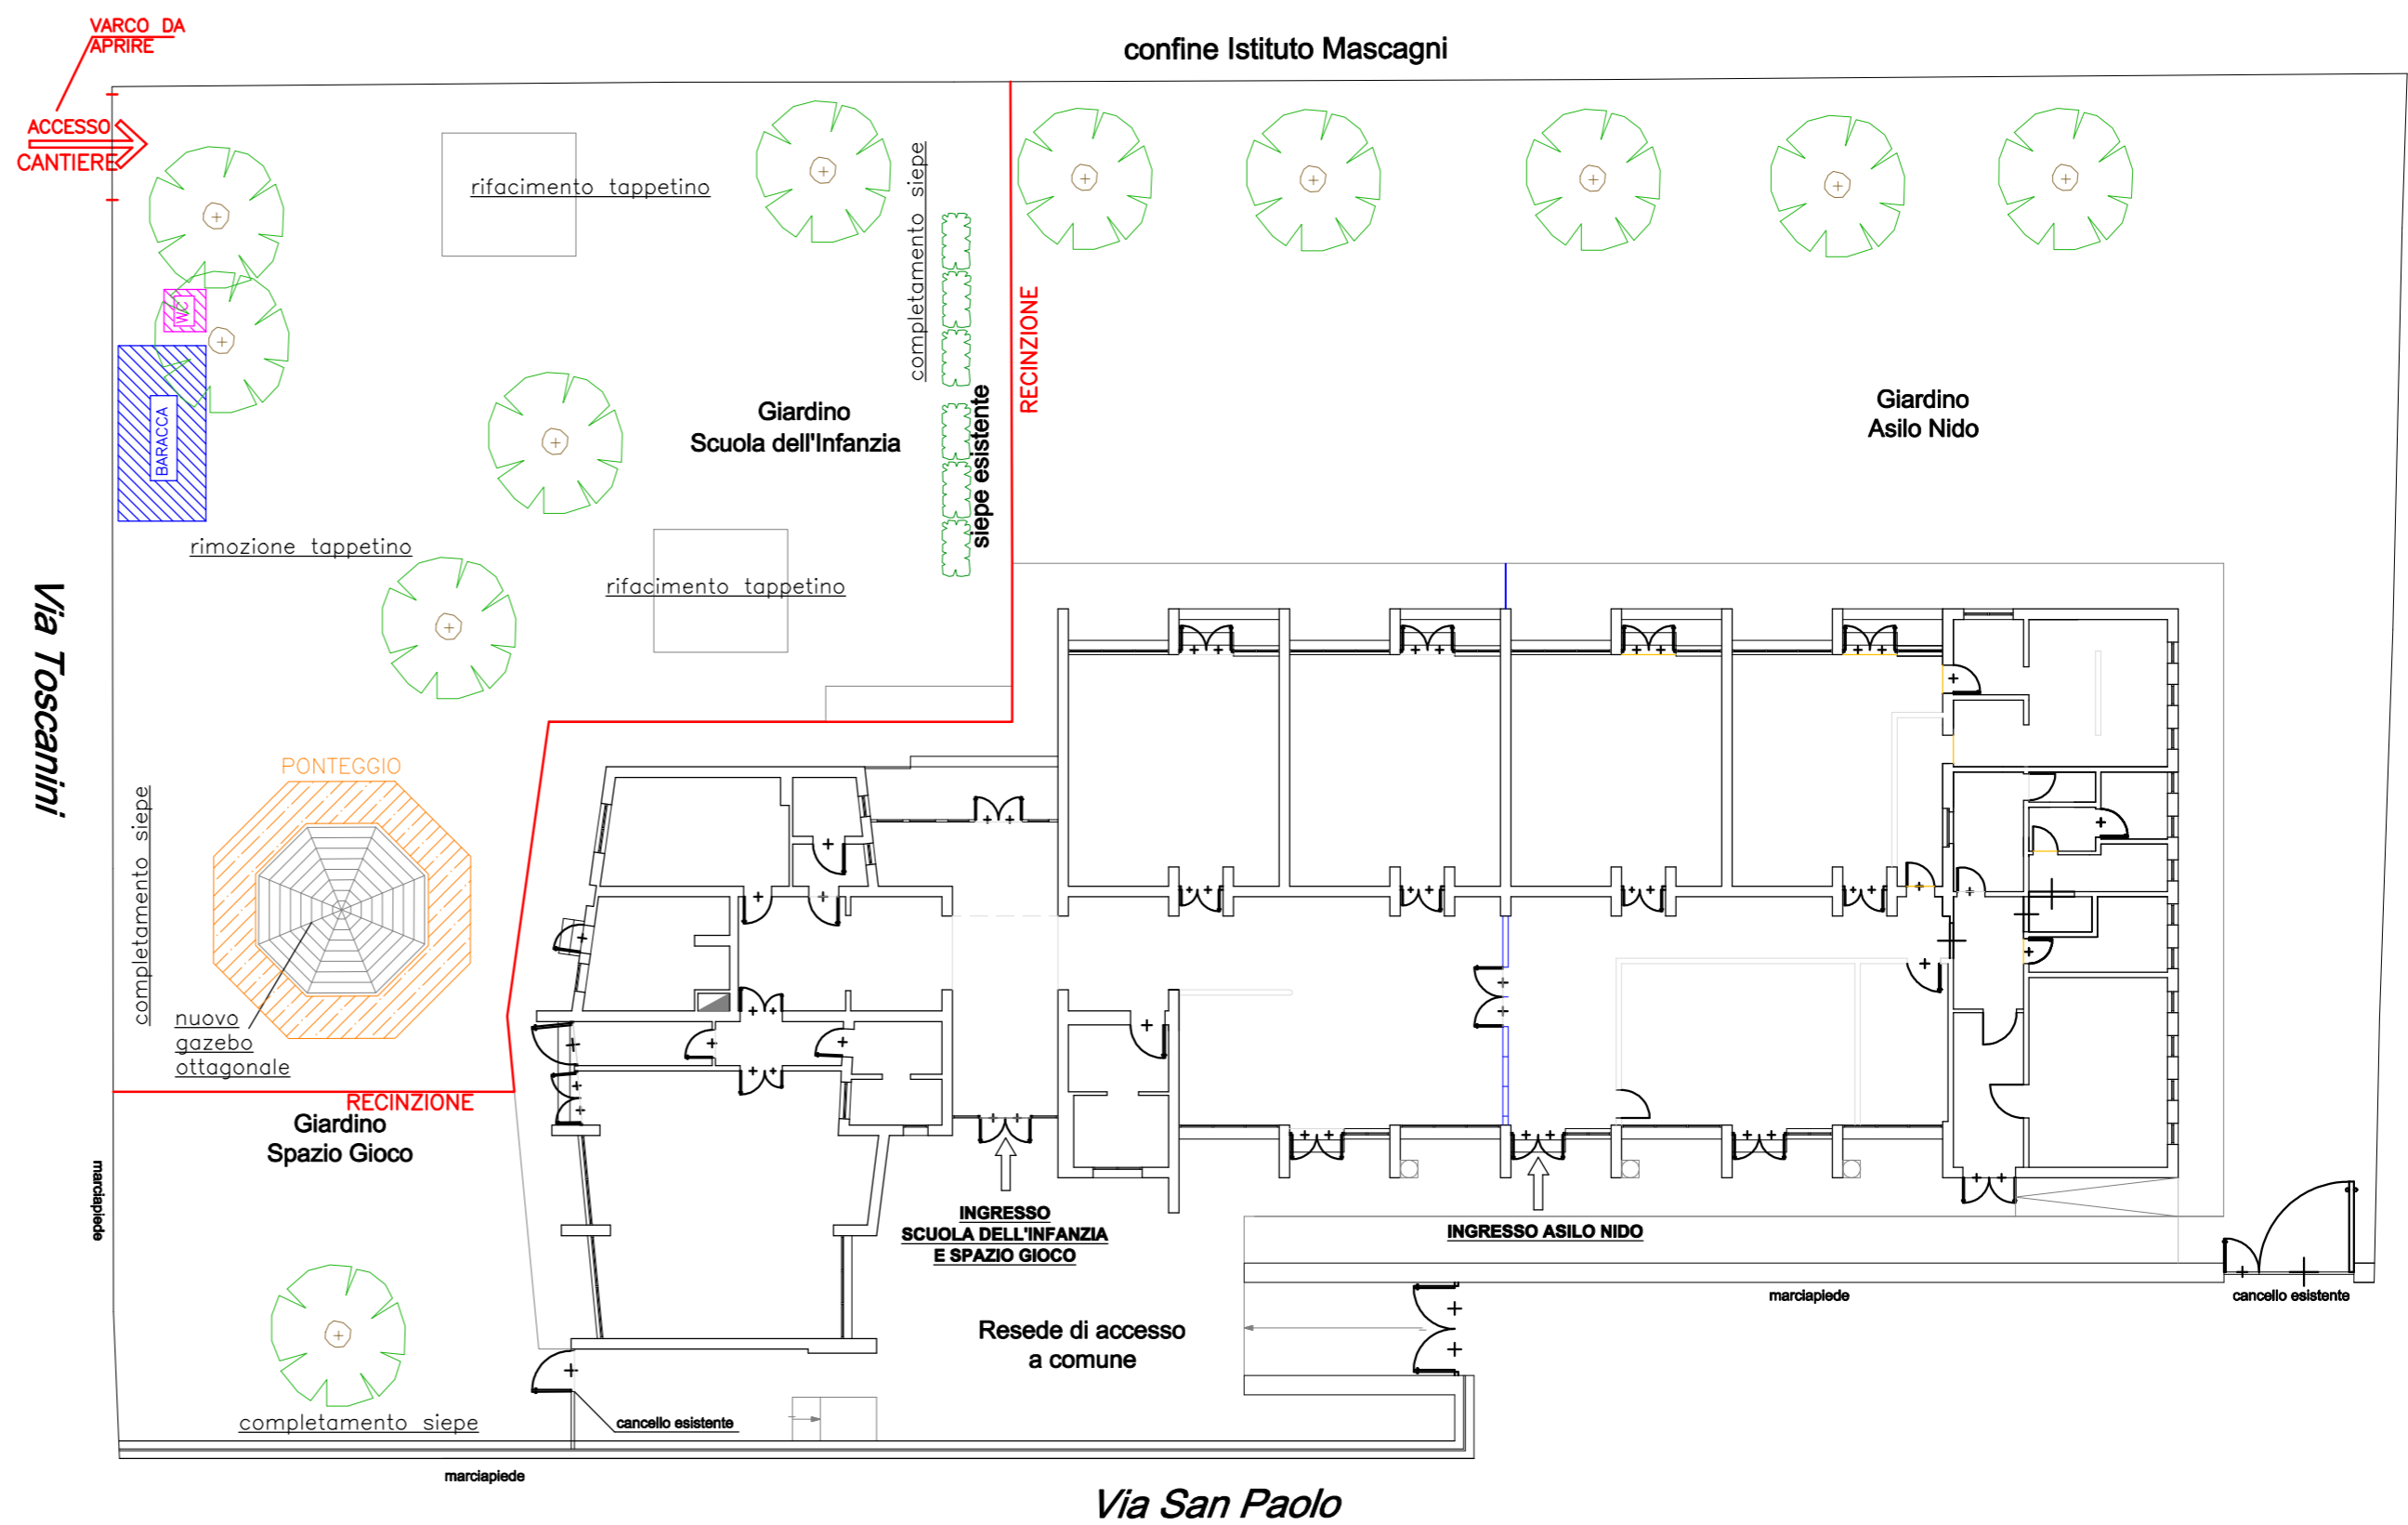 VARCO DA
APRIRE
confine Istituto Mascagni
ACCESSO
CANTIERE
rifacimento tappetino
completamento siepe
WC
RECINZIONE
BARACCA
Giardino
Scuola dell'Infanzia
siepe esistente
Giardino
Asilo Nido
rimozione tappetino
rifacimento tappetino
Via Toscanini
PONTEGGIO
completamento siepe
nuovo
gazebo
ottagonale
RECINZIONE
Giardino
Spazio Gioco
marciapiede
INGRESSO
SCUOLA DELL'INFANZIA
E SPAZIO GIOCO
INGRESSO ASILO NIDO
marciapiede
cancello esistente
Resede di accesso
a comune
completamento siepe
cancello esistente
marciapiede
Via San Paolo